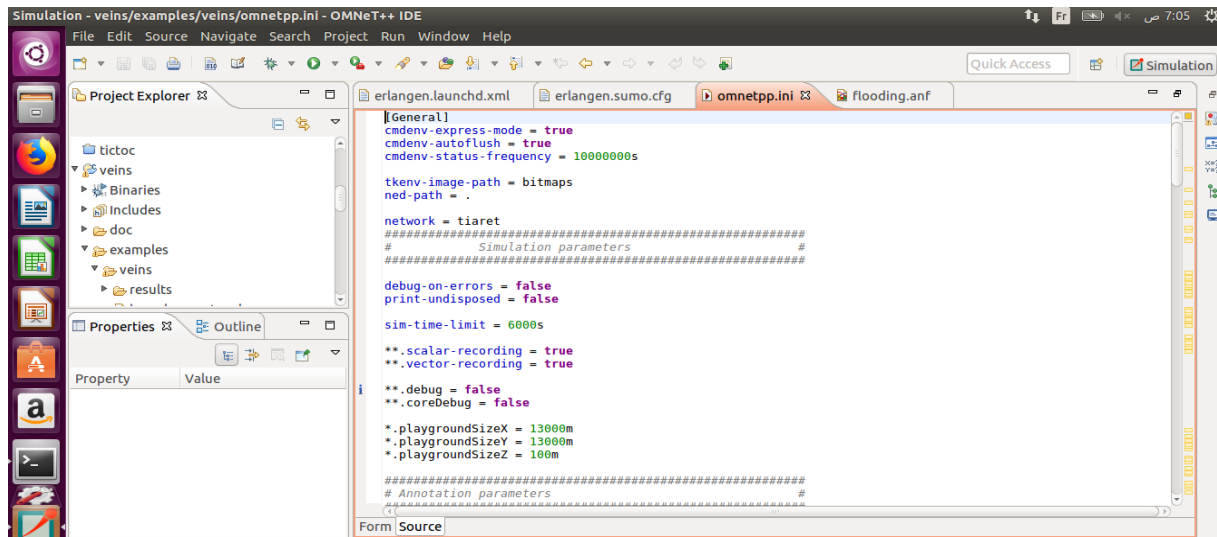 Simulation - veins/examples/veins/omnetpp.ini - OMNeT++ IDE
Fr
7:05 ص
File Edit Source Navigate Search Project Run Window Help
Quick Access
Simulation
Project Explorer
erlangen.launchd.xml
erlangen.sumo.cfg
omnetpp.ini
flooding.anf
tictoc
veins
Binaries
Includes
doc
examples
veins
results
Properties
Outline
Property Value
[General]
cmdenv-express-mode = true
cmdenv-autoflush = true
cmdenv-status-frequency = 10000000s
tkenv-image-path = bitmaps
ned-path = .
network = tiaret
##########################################################
# Simulation parameters #
##########################################################
debug-on-errors = false
print-undisposed = false
sim-time-limit = 6000s
**.scalar-recording = true
**.vector-recording = true
**.debug = false
**.coreDebug = false
*.playgroundSizeX = 13000m
*.playgroundSizeY = 13000m
*.playgroundSizeZ = 100m
##########################################################
# Annotation parameters #
##########################################################
Form Source